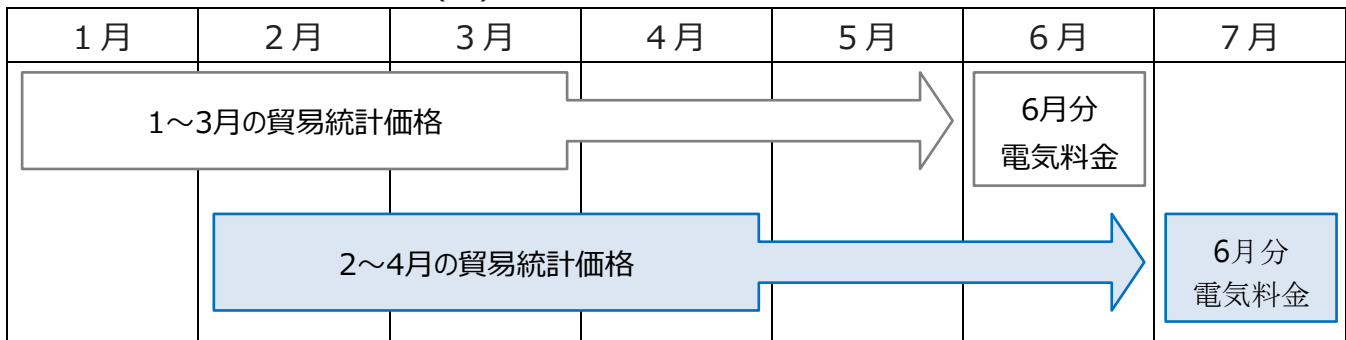 1月 2月 3月 4月 5月 6月 7月
1～3月の貿易統計価格
6月分
電気料金
2～4月の貿易統計価格
6月分
電気料金